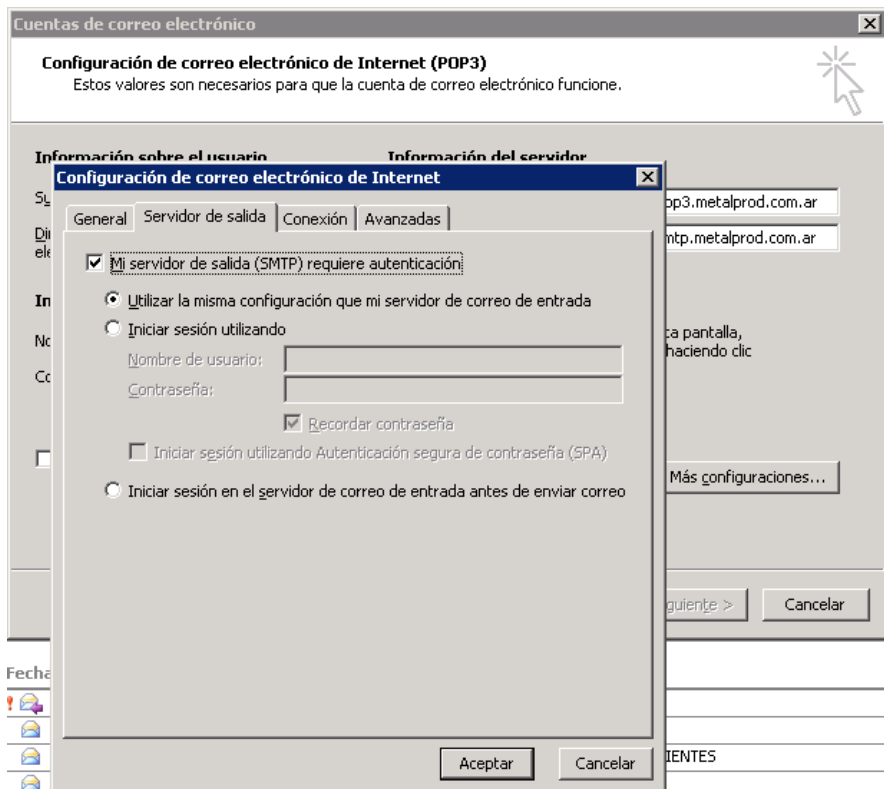 Cuentas de correo electrónico
Configuración de correo electrónico de Internet (POP3)
Estos valores son necesarios para que la cuenta de correo electrónico funcione.
Información sobre el usuario
Información del servidor
op3.metalprod.com.ar
mtp.metalprod.com.ar
Configuración de correo electrónico de Internet
General
Servidor de salida
Conexión
Avanzadas
Mi servidor de salida (SMTP) requiere autenticación
Utilizar la misma configuración que mi servidor de correo de entrada
Iniciar sesión utilizando
Nombre de usuario:
Contraseña:
Recordar contraseña
Iniciar sesión utilizando Autenticación segura de contraseña (SPA)
Iniciar sesión en el servidor de correo de entrada antes de enviar correo
pantalla,
haciendo clic
Más configuraciones...
guiente >
Cancelar
Fecha
IENTES
Aceptar
Cancelar